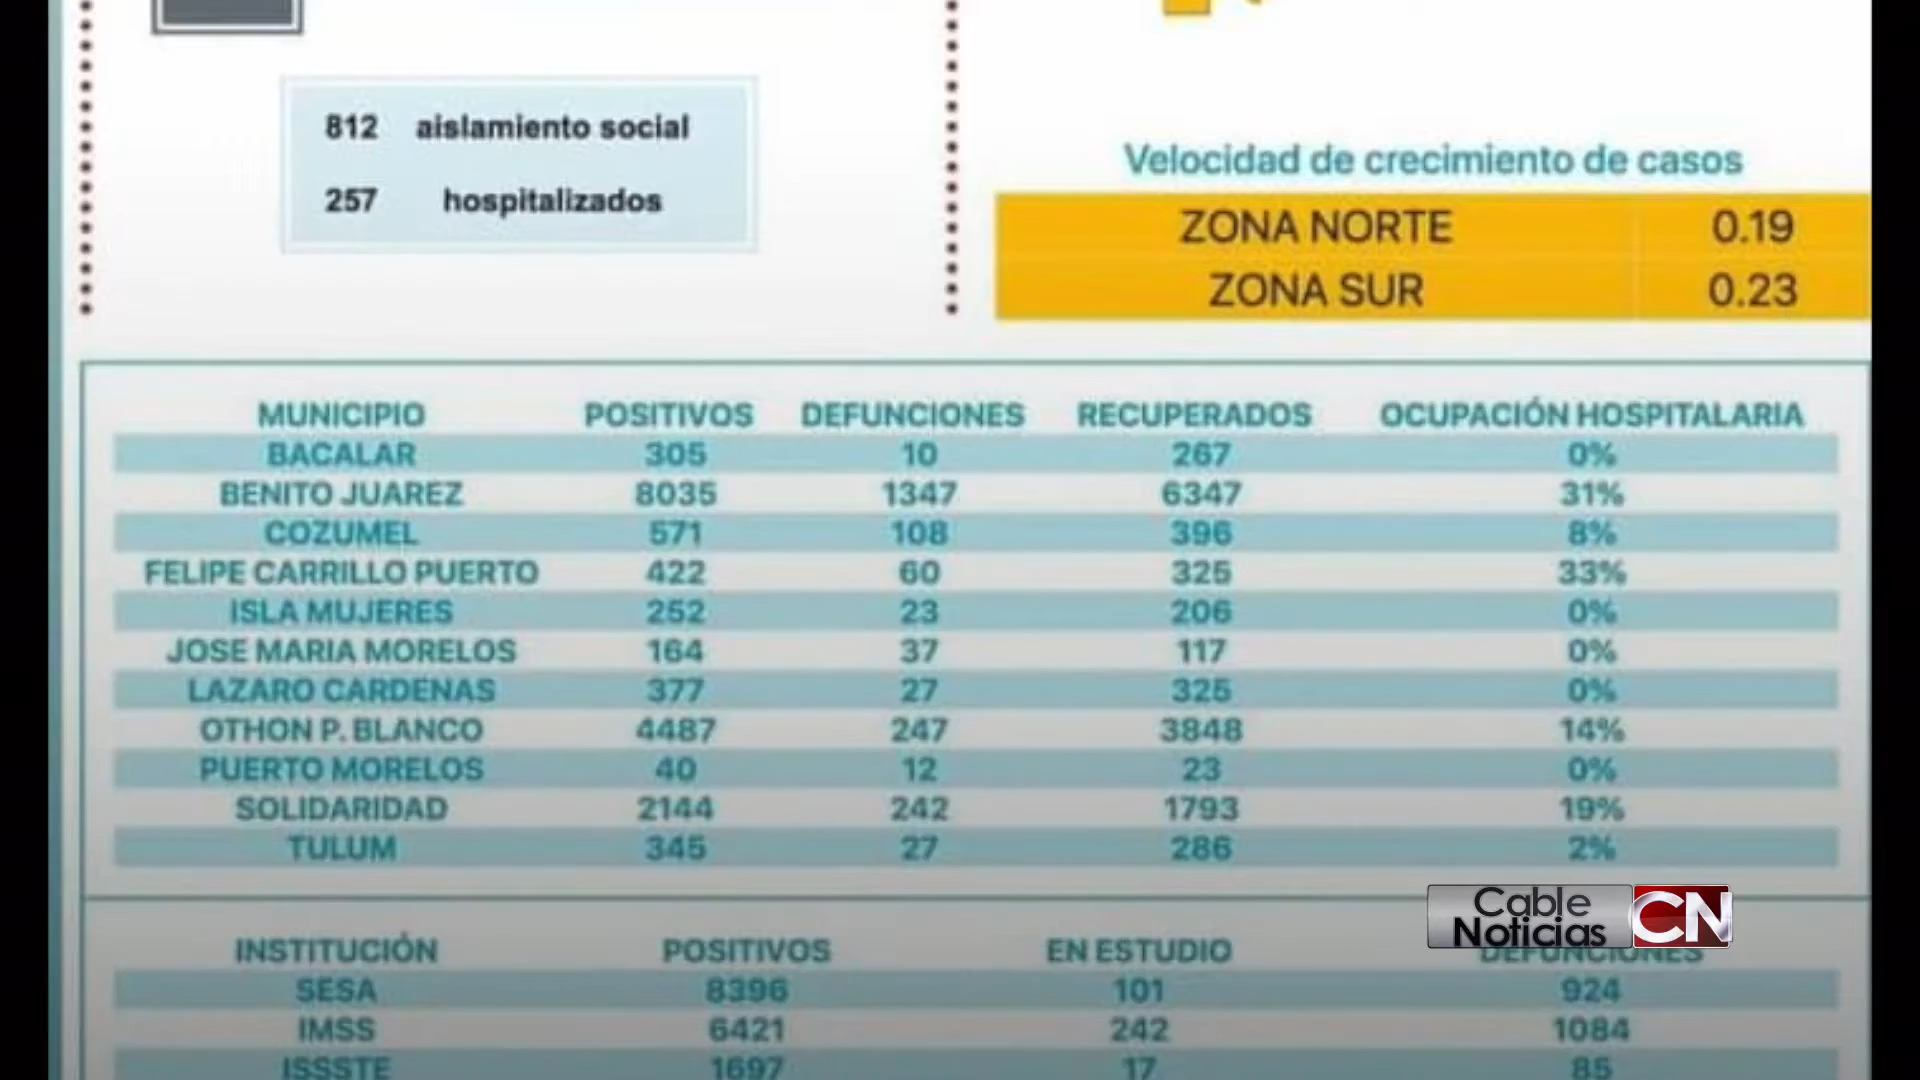 812 aislamiento social
257 hospitalizados
Velocidad de crecimiento de casos
ZONA NORTE 0.19
ZONA SUR 0.23
MUNICIPIO POSITIVOS DEFUNCIONES RECUPERADOS OCUPACIÓN HOSPITALARIA
BACALAR 305 10 267 0%
BENITO JUAREZ 8035 1347 6347 31%
COZUMEL 571 108 396 8%
FELIPE CARRILLO PUERTO 422 60 325 33%
ISLA MUJERES 252 23 206 0%
JOSE MARIA MORELOS 164 37 117 0%
LAZARO CARDENAS 377 27 325 0%
OTHON P. BLANCO 4487 247 3848 14%
PUERTO MORELOS 40 12 23 0%
SOLIDARIDAD 2144 242 1793 19%
TULUM 345 27 286 2%
Cable
Noticias CN
INSTITUCIÓN POSITIVOS EN ESTUDIO DEFUNCIONES
SESA 8396 101 924
IMSS 6421 242 1084
ISSSTE 1697 17 85